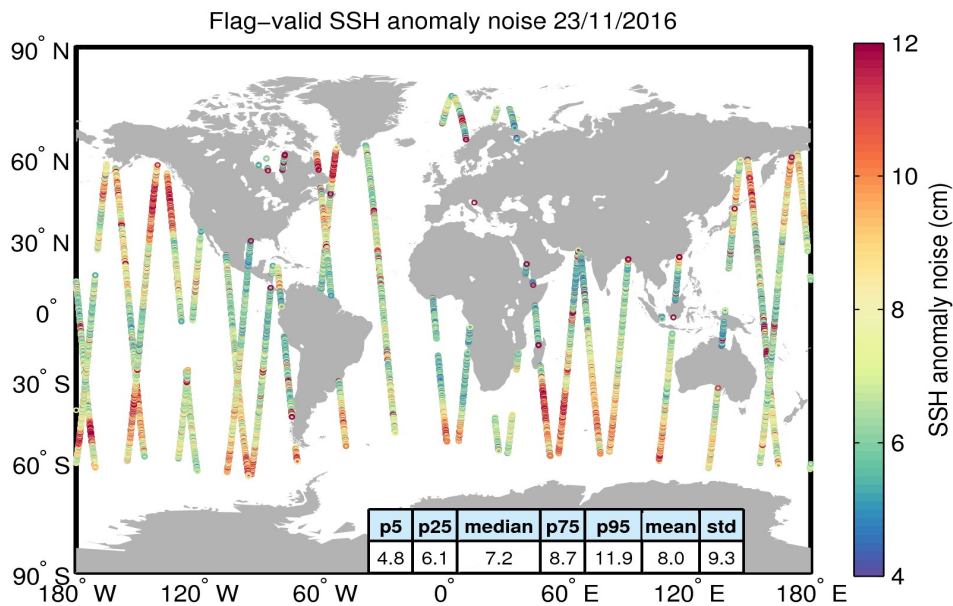 Flag−valid SSH anomaly noise 23/11/2016
90° N
60° N
30° N
0°
30° S
60° S
90° S
180° W 120° W 60° W 0° 60° E 120° E 180° E
p5 p25 median p75 p95 mean std
4.8 6.1 7.2 8.7 11.9 8.0 9.3
12
10
8
6
4
SSH anomaly noise (cm)